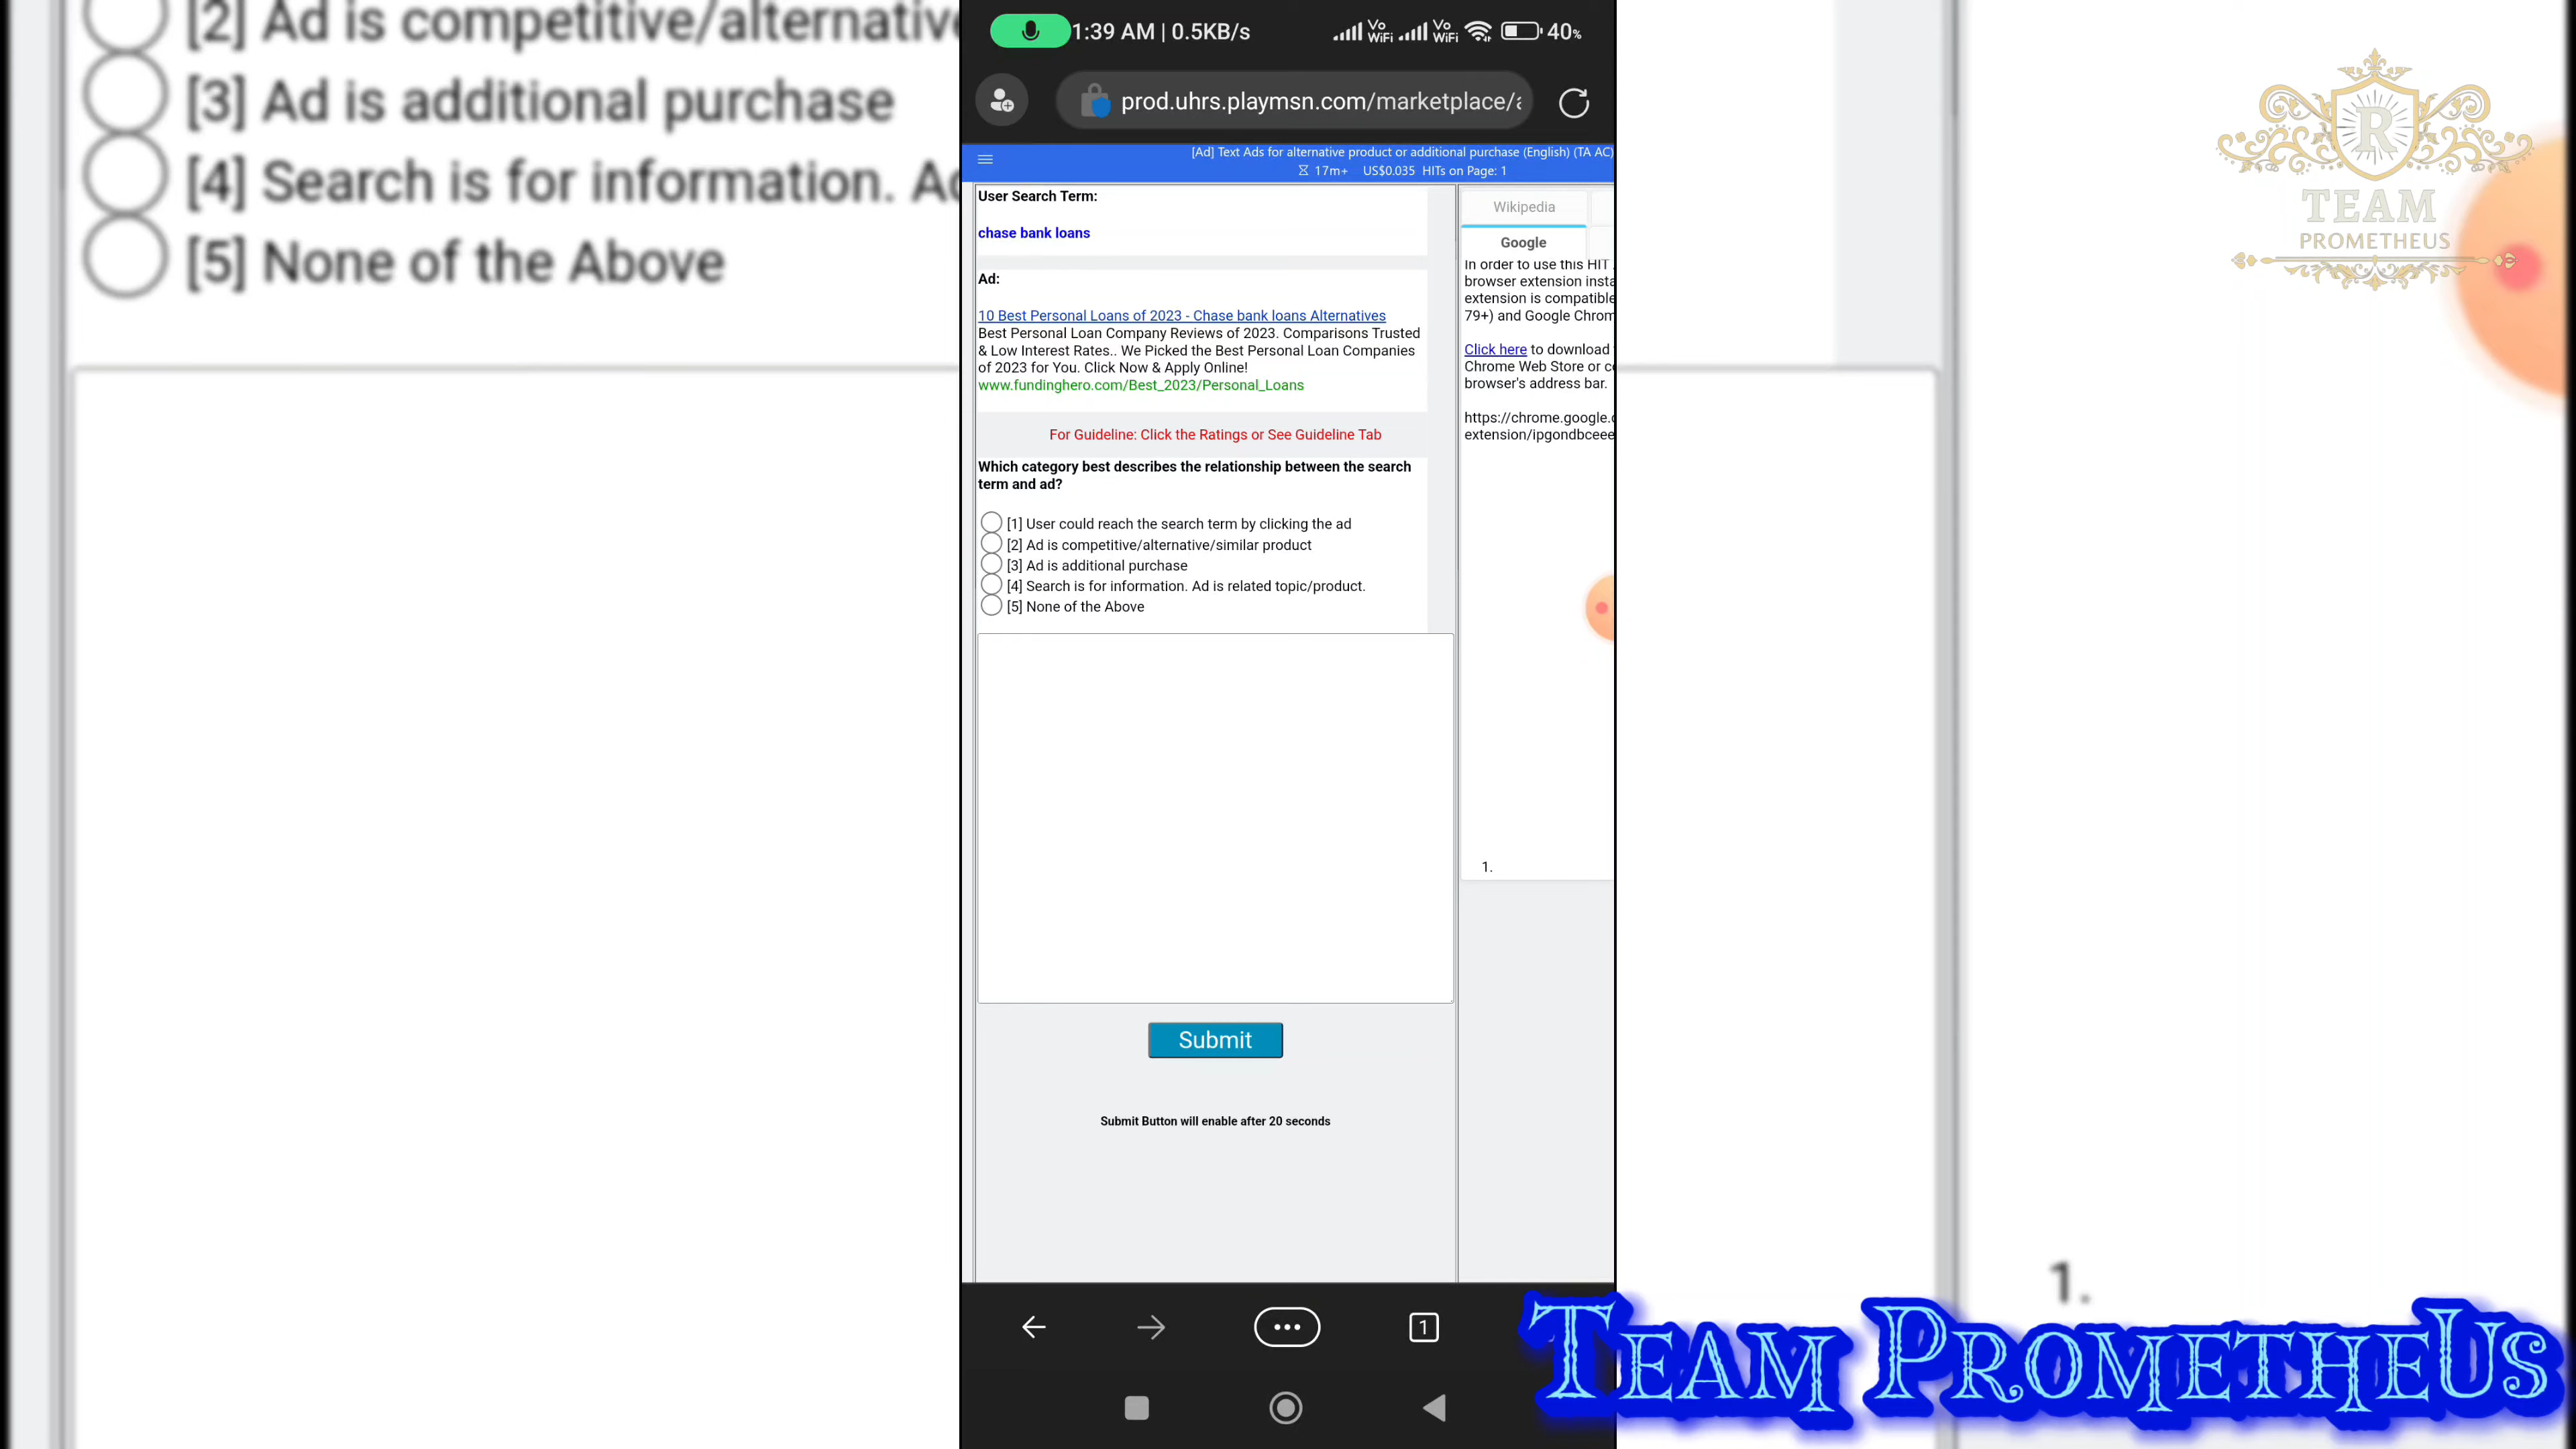 [2] Ad is competitive/alternative
[3] Ad is additional purchase
[4] Search is for information. Ad
[5] None of the Above
1:39 AM | 0.5KB/s
Vo WiFi
Vo WiFi
40%
prod.uhrs.playmsn.com/marketplace/a
[Ad] Text Ads for alternative product or additional purchase (English) (TA AC)
17m+ US$0.035 HITs on Page: 1
User Search Term:
chase bank loans
Ad:
10 Best Personal Loans of 2023 - Chase bank loans Alternatives
Best Personal Loan Company Reviews of 2023. Comparisons Trusted
& Low Interest Rates.. We Picked the Best Personal Loan Companies
of 2023 for You. Click Now & Apply Online!
www.fundinghero.com/Best_2023/Personal_Loans
For Guideline: Click the Ratings or See Guideline Tab
Which category best describes the relationship between the search
term and ad?
[1] User could reach the search term by clicking the ad
[2] Ad is competitive/alternative/similar product
[3] Ad is additional purchase
[4] Search is for information. Ad is related topic/product.
[5] None of the Above
Submit
Submit Button will enable after 20 seconds
Wikipedia
Google
In order to use this HIT
browser extension insta
extension is compatible
79+) and Google Chrom
Click here to download
Chrome Web Store or co
browser's address bar.
https://chrome.google.c
extension/ipgondbceee
1.
1
R
TEAM
PROMETHEUS
1.
TEAM PROMETHEUS